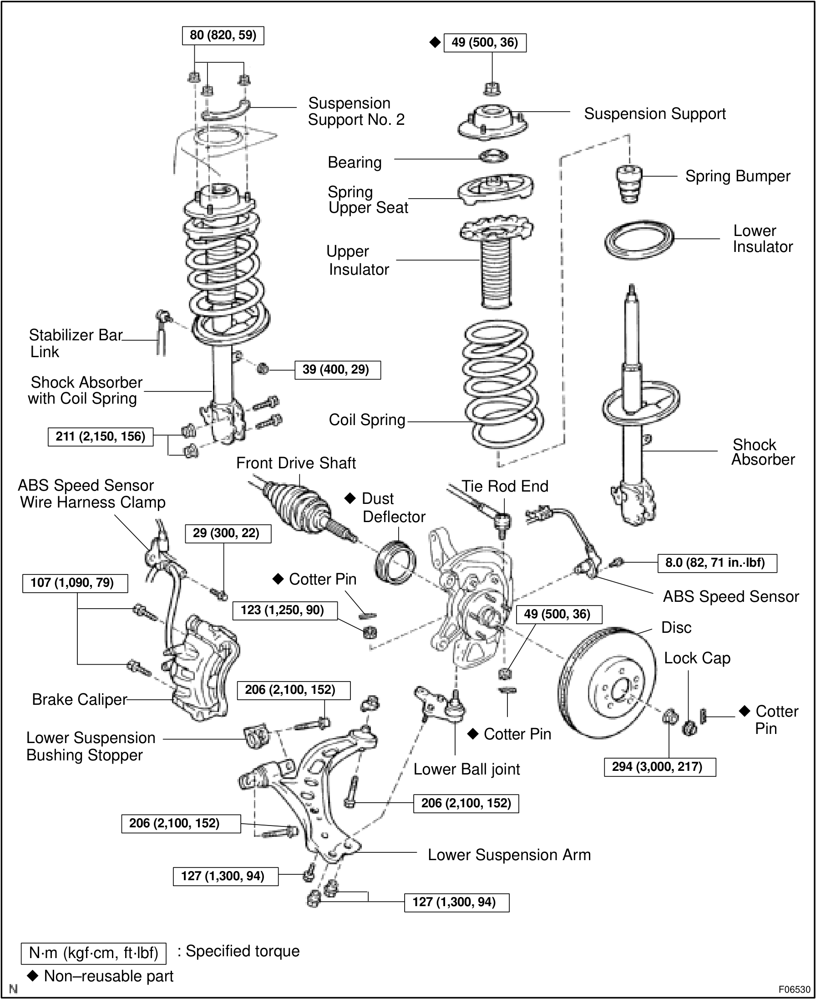 80 (820, 59)
◆ 49 (500, 36)
Suspension
Support No. 2
Suspension Support
Bearing
Spring Bumper
Spring
Upper Seat
Lower
Insulator
Upper
Insulator
Stabilizer Bar
Link
39 (400, 29)
Shock Absorber
with Coil Spring
Coil Spring
211 (2,150, 156)
Shock
Absorber
Front Drive Shaft
ABS Speed Sensor
Wire Harness Clamp
Tie Rod End
◆ Dust
Deflector
29 (300, 22)
8.0 (82, 71 in.·lbf)
107 (1,090, 79)
◆ Cotter Pin
ABS Speed Sensor
123 (1,250, 90)
49 (500, 36)
Disc
Lock Cap
Brake Caliper
206 (2,100, 152)
◆ Cotter
Pin
◆ Cotter Pin
Lower Suspension
Bushing Stopper
Lower Ball joint
294 (3,000, 217)
206 (2,100, 152)
206 (2,100, 152)
Lower Suspension Arm
127 (1,300, 94)
127 (1,300, 94)
N·m (kgf·cm, ft·lbf) : Specified torque
◆ Non–reusable part
N
F06530